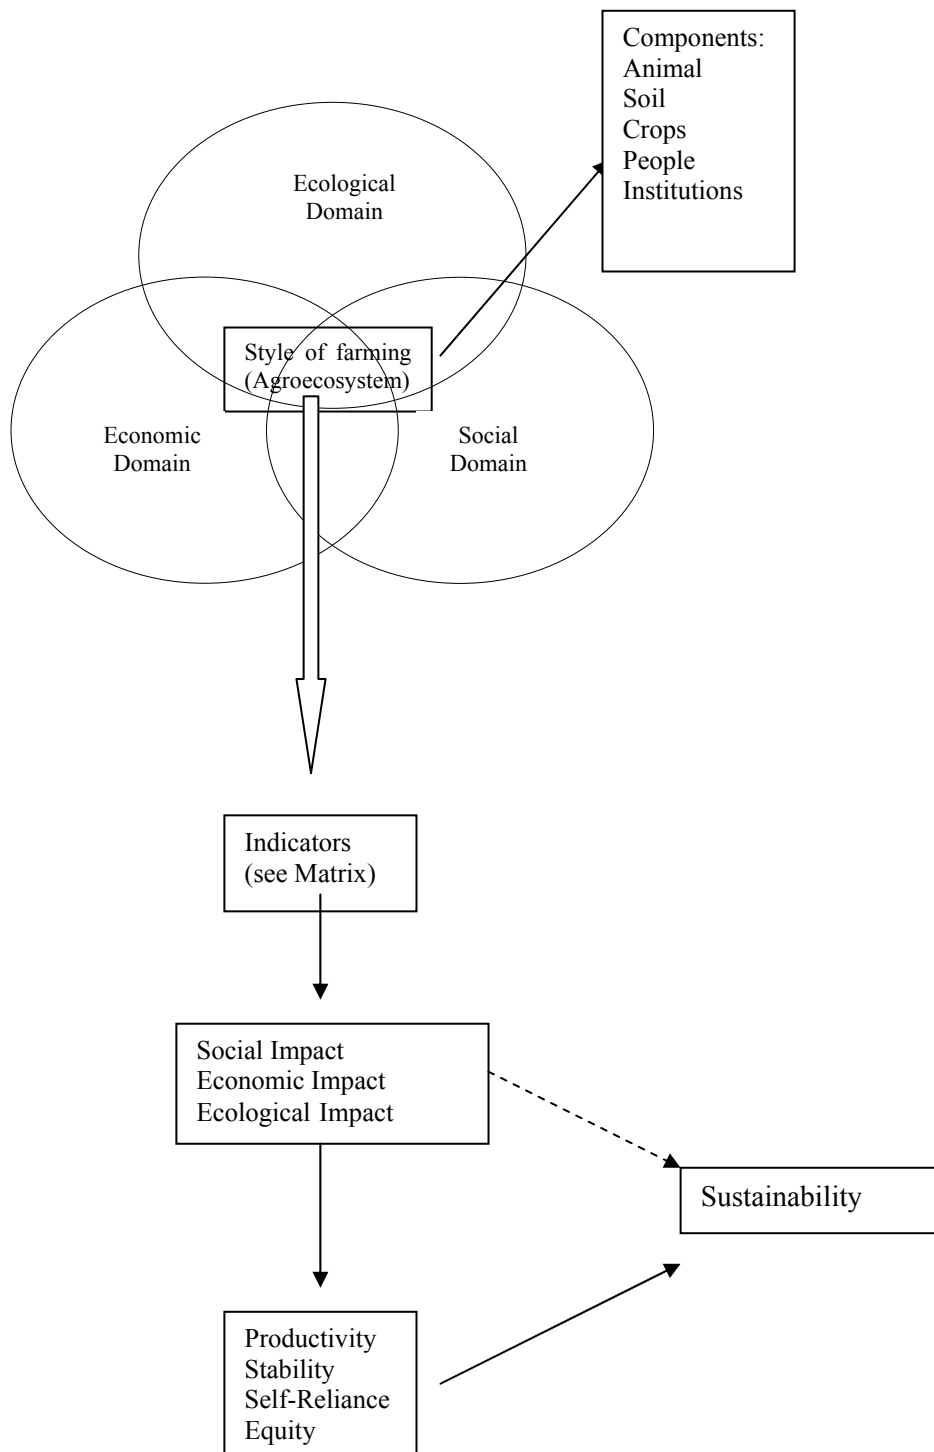 Components:
Animal
Soil
Crops
People
Institutions
Ecological
Domain
Style of farming
(Agroecosystem)
Economic
Domain
Social
Domain
Indicators
(see Matrix)
Social Impact
Economic Impact
Ecological Impact
Sustainability
Productivity
Stability
Self-Reliance
Equity